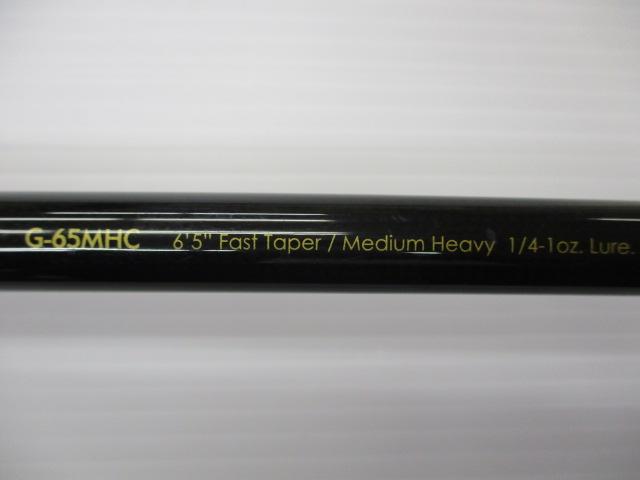 G-65MHC 6'5" Fast Taper / Medium Heavy 1/4-1oz. Lure.